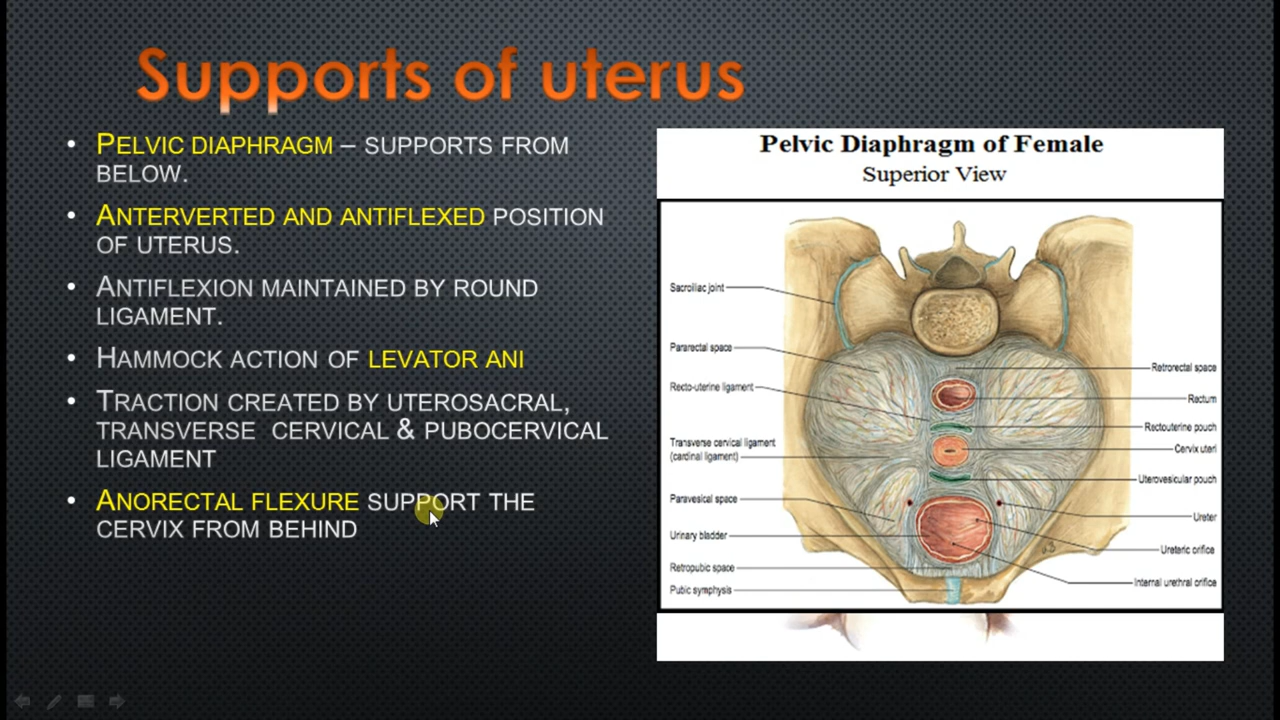 Supports of uterus
• PELVIC DIAPHRAGM – SUPPORTS FROM
BELOW.
• ANTERVERTED AND ANTIFLEXED POSITION
OF UTERUS.
• ANTIFLEXION MAINTAINED BY ROUND
LIGAMENT.
• HAMMOCK ACTION OF LEVATOR ANI
• TRACTION CREATED BY UTEROSACRAL,
TRANSVERSE CERVICAL & PUBOCERVICAL
LIGAMENT
• ANORECTAL FLEXURE SUPPORT THE
CERVIX FROM BEHIND
Pelvic Diaphragm of Female
Superior View
Sacroiliac joint
Pararectal space
Recto-uterine ligament
Transverse cervical ligament
(cardinal ligament)
Paravesical space
Urinary bladder
Retropubic space
Pubic symphysis
Retrorectal space
Rectum
Rectouterine pouch
Cervix uteri
Uterovesicular pouch
Ureter
Ureteric orifice
Internal urethral orifice